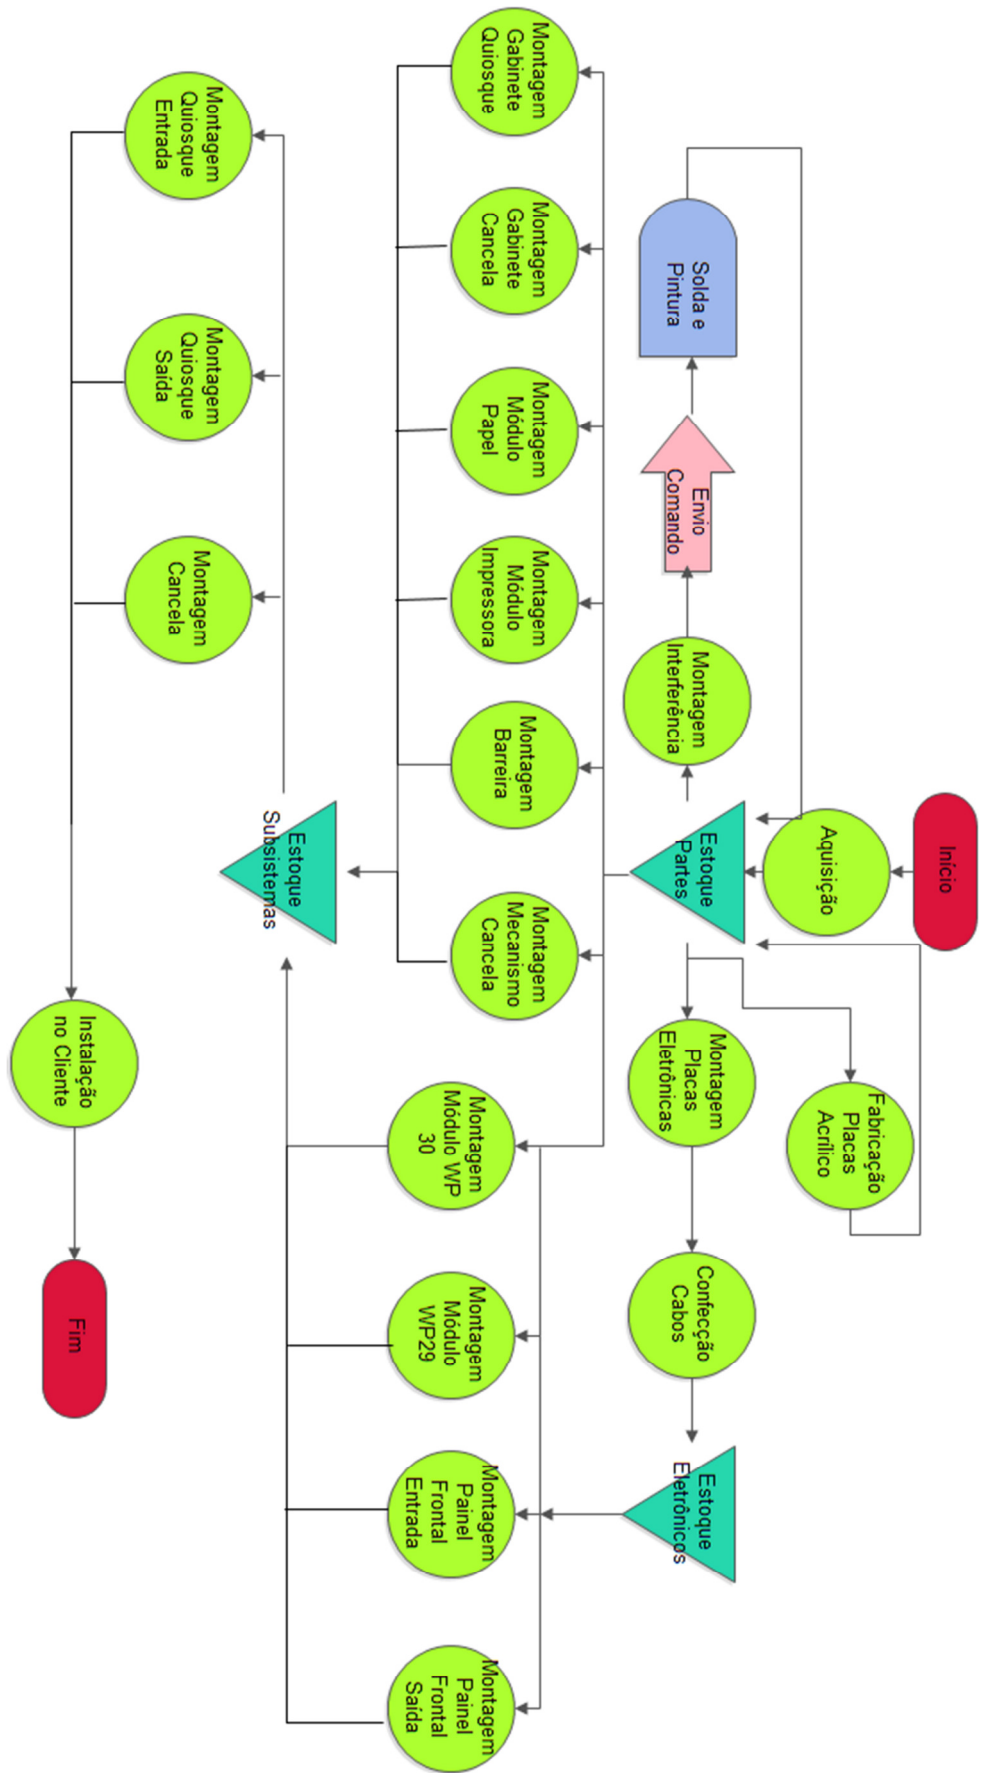 Início
Aquisição
Estoque
Partes
Fabricação
Placas
Acrílico
Solda e
Pintura
Envio
Comando
Montagem
Interferência
Montagem
Placas
Eletrônicas
Confecção
Cabos
Estoque
Eletrônicos
Montagem
Gabinete
Quiosque
Montagem
Gabinete
Cancela
Montagem
Módulo
Papel
Montagem
Módulo
Impressora
Montagem
Barreira
Montagem
Mecanismo
Cancela
Montagem
Módulo WP
30
Montagem
Módulo
WP29
Montagem
Painel
Frontal
Entrada
Montagem
Painel
Frontal
Saída
Estoque
Subsistemas
Montagem
Quiosque
Entrada
Montagem
Quiosque
Saída
Montagem
Cancela
Instalação
no Cliente
Fim